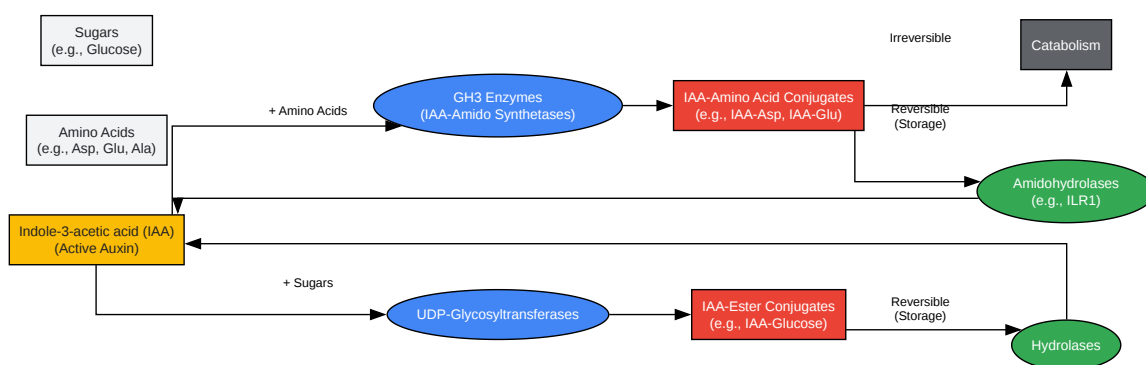 Sugars
(e.g., Glucose)
Irreversible
Catabolism
+ Amino Acids
GH3 Enzymes
(IAA-Amido Synthetases)
IAA-Amino Acid Conjugates
(e.g., IAA-Asp, IAA-Glu)
Reversible
(Storage)
Amino Acids
(e.g., Asp, Glu, Ala)
Amidohydrolases
(e.g., ILR1)
Indole-3-acetic acid (IAA)
(Active Auxin)
+ Sugars
UDP-Glycosyltransferases
IAA-Ester Conjugates
(e.g., IAA-Glucose)
Reversible
(Storage)
Hydrolases